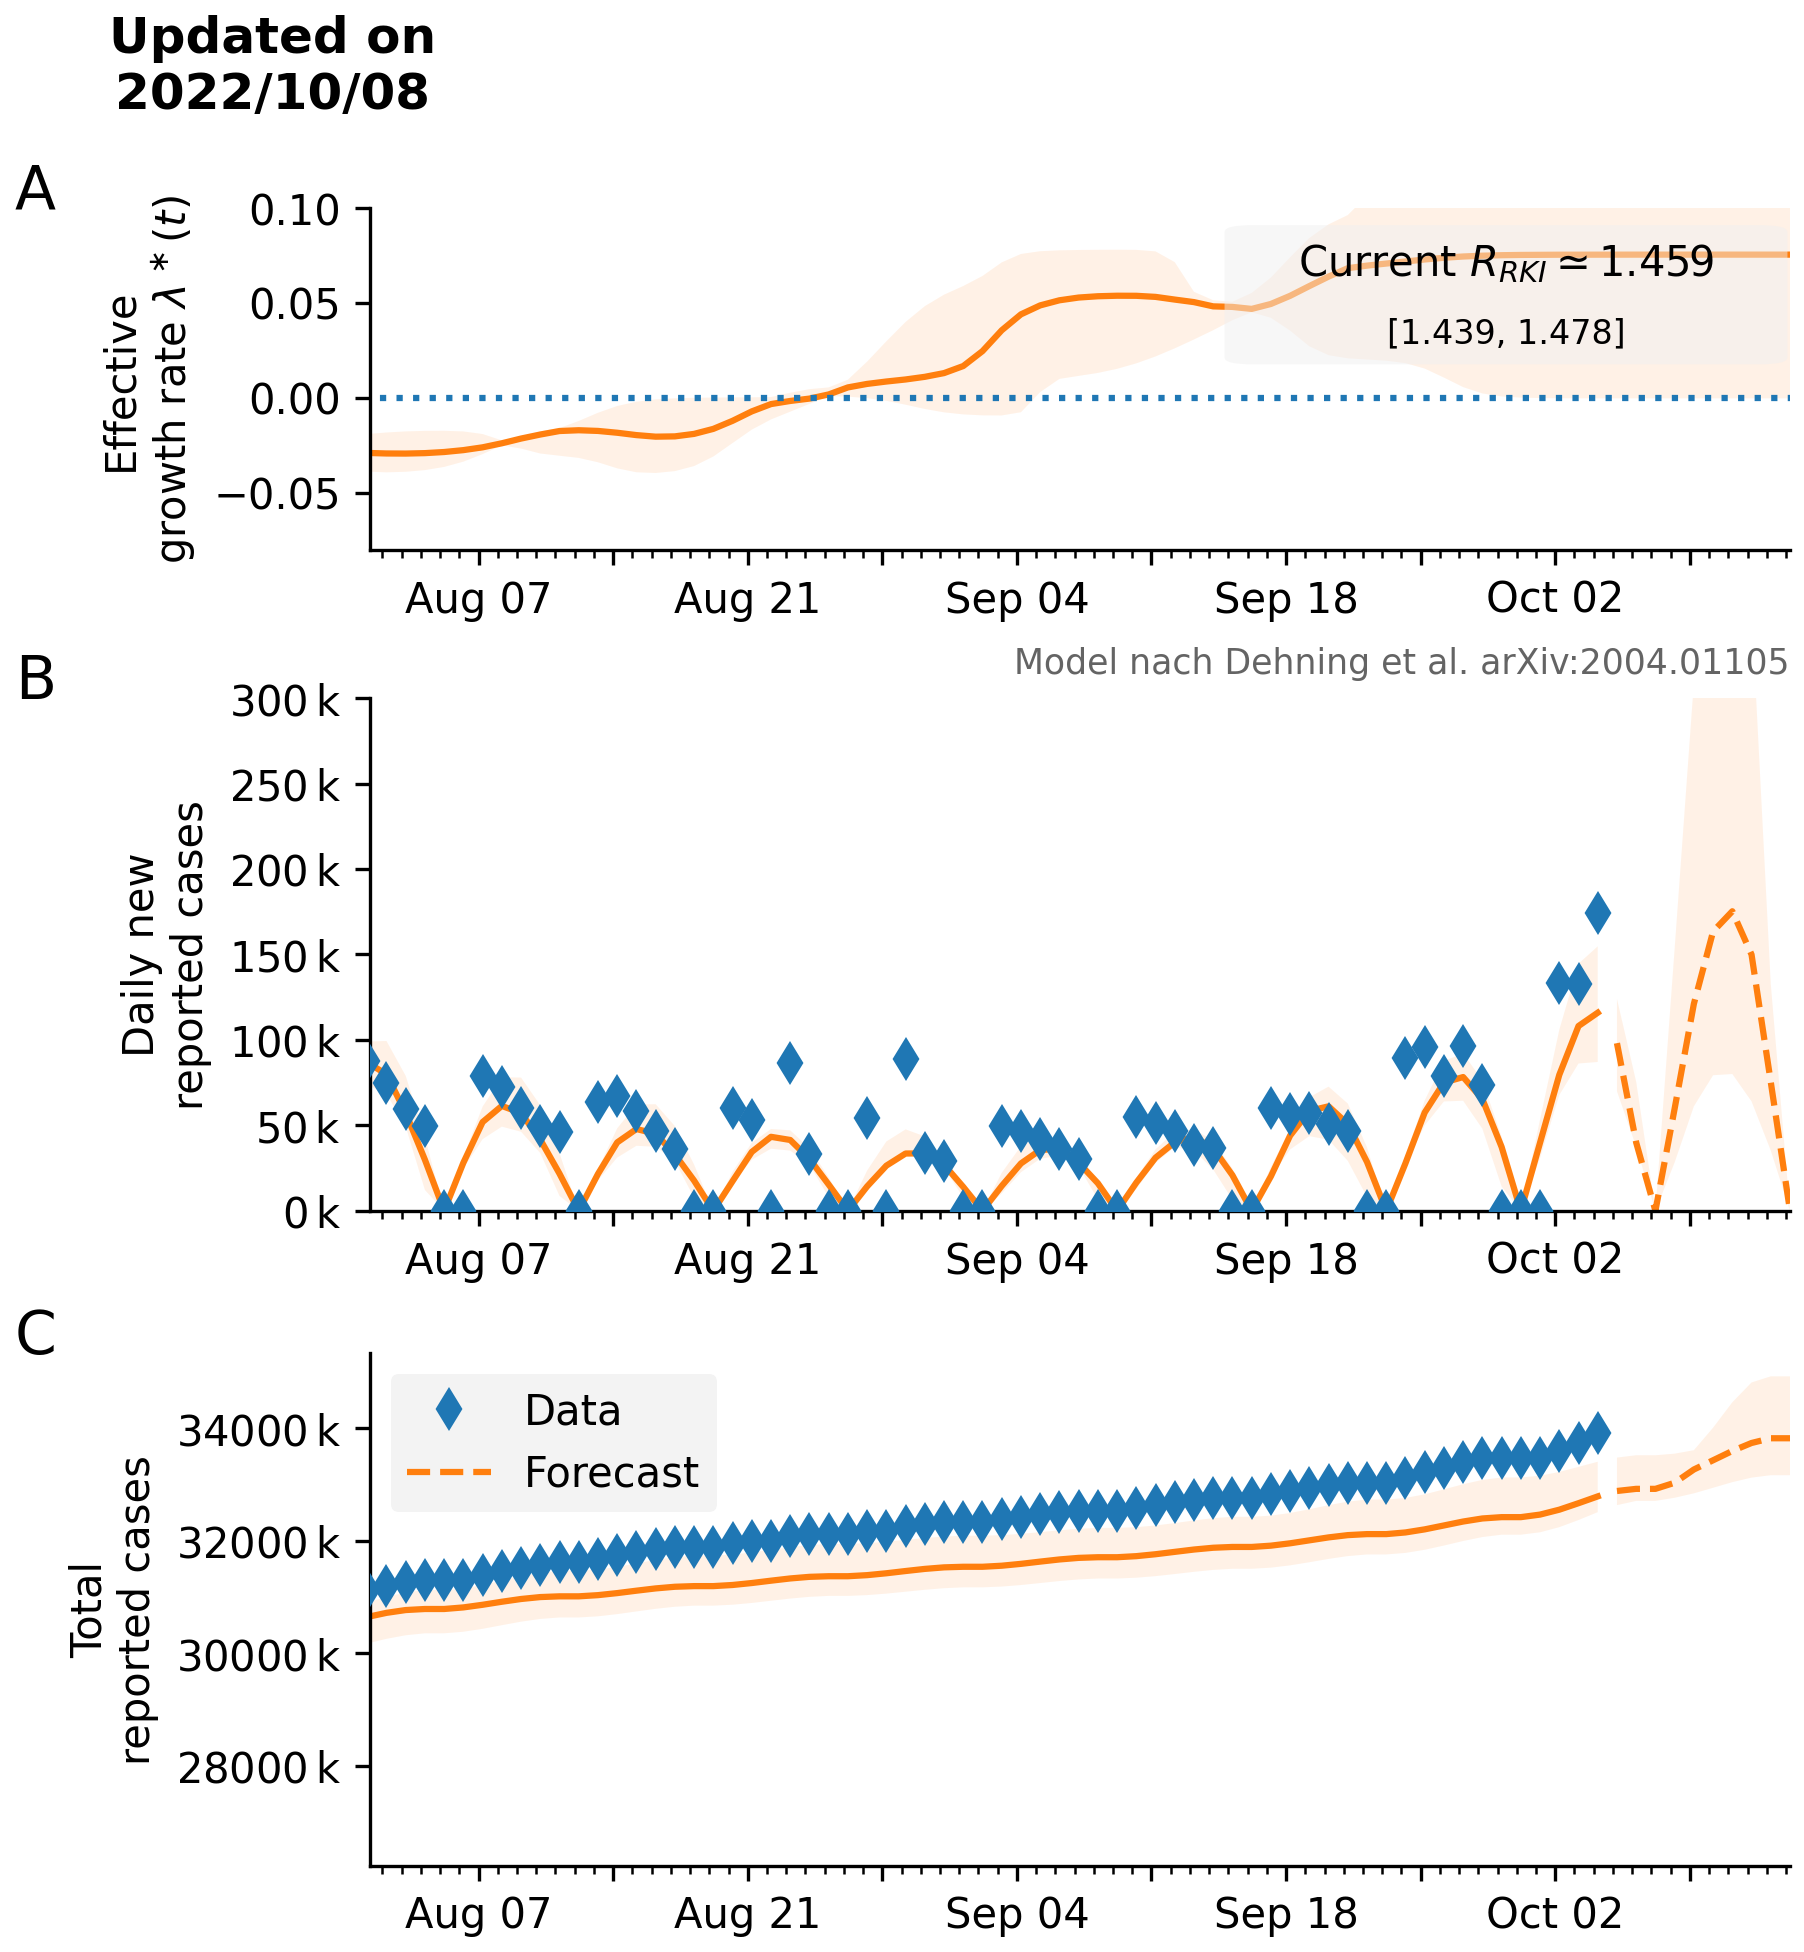 Updated on
2022/10/08
A
Effective
growth rate λ * (t)
0.10
0.05
0.00
−0.05
Current R_RKI ≃ 1.459
[1.439, 1.478]
Aug 07 Aug 21 Sep 04 Sep 18 Oct 02
Model nach Dehning et al. arXiv:2004.01105
B
Daily new
reported cases
300 k
250 k
200 k
150 k
100 k
50 k
0 k
Aug 07 Aug 21 Sep 04 Sep 18 Oct 02
C
Total
reported cases
34000 k
32000 k
30000 k
28000 k
Data
Forecast
Aug 07 Aug 21 Sep 04 Sep 18 Oct 02